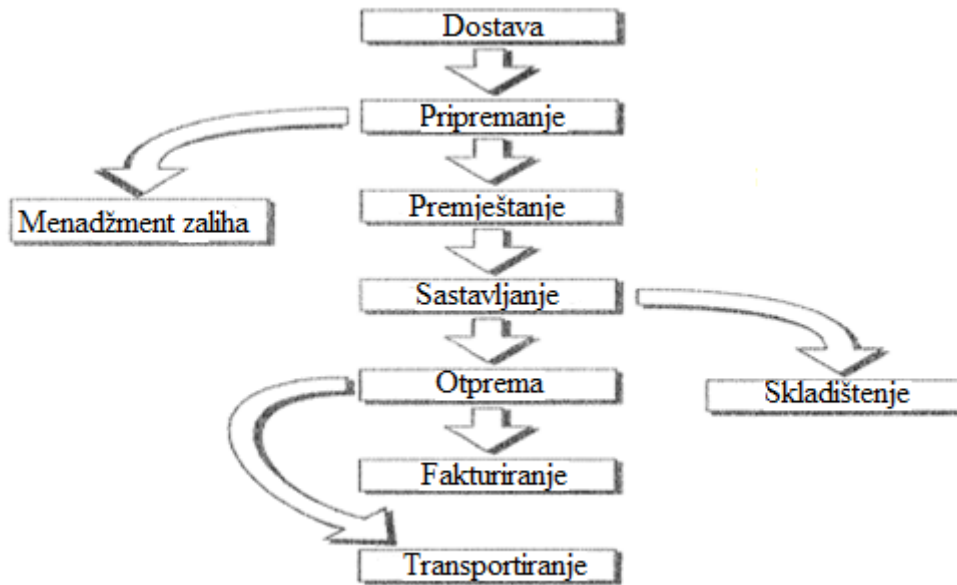 Dostava
Pripremanje
Menadžment zaliha
Premještanje
Sastavljanje
Otprema
Skladištenje
Fakturiranje
Transportiranje